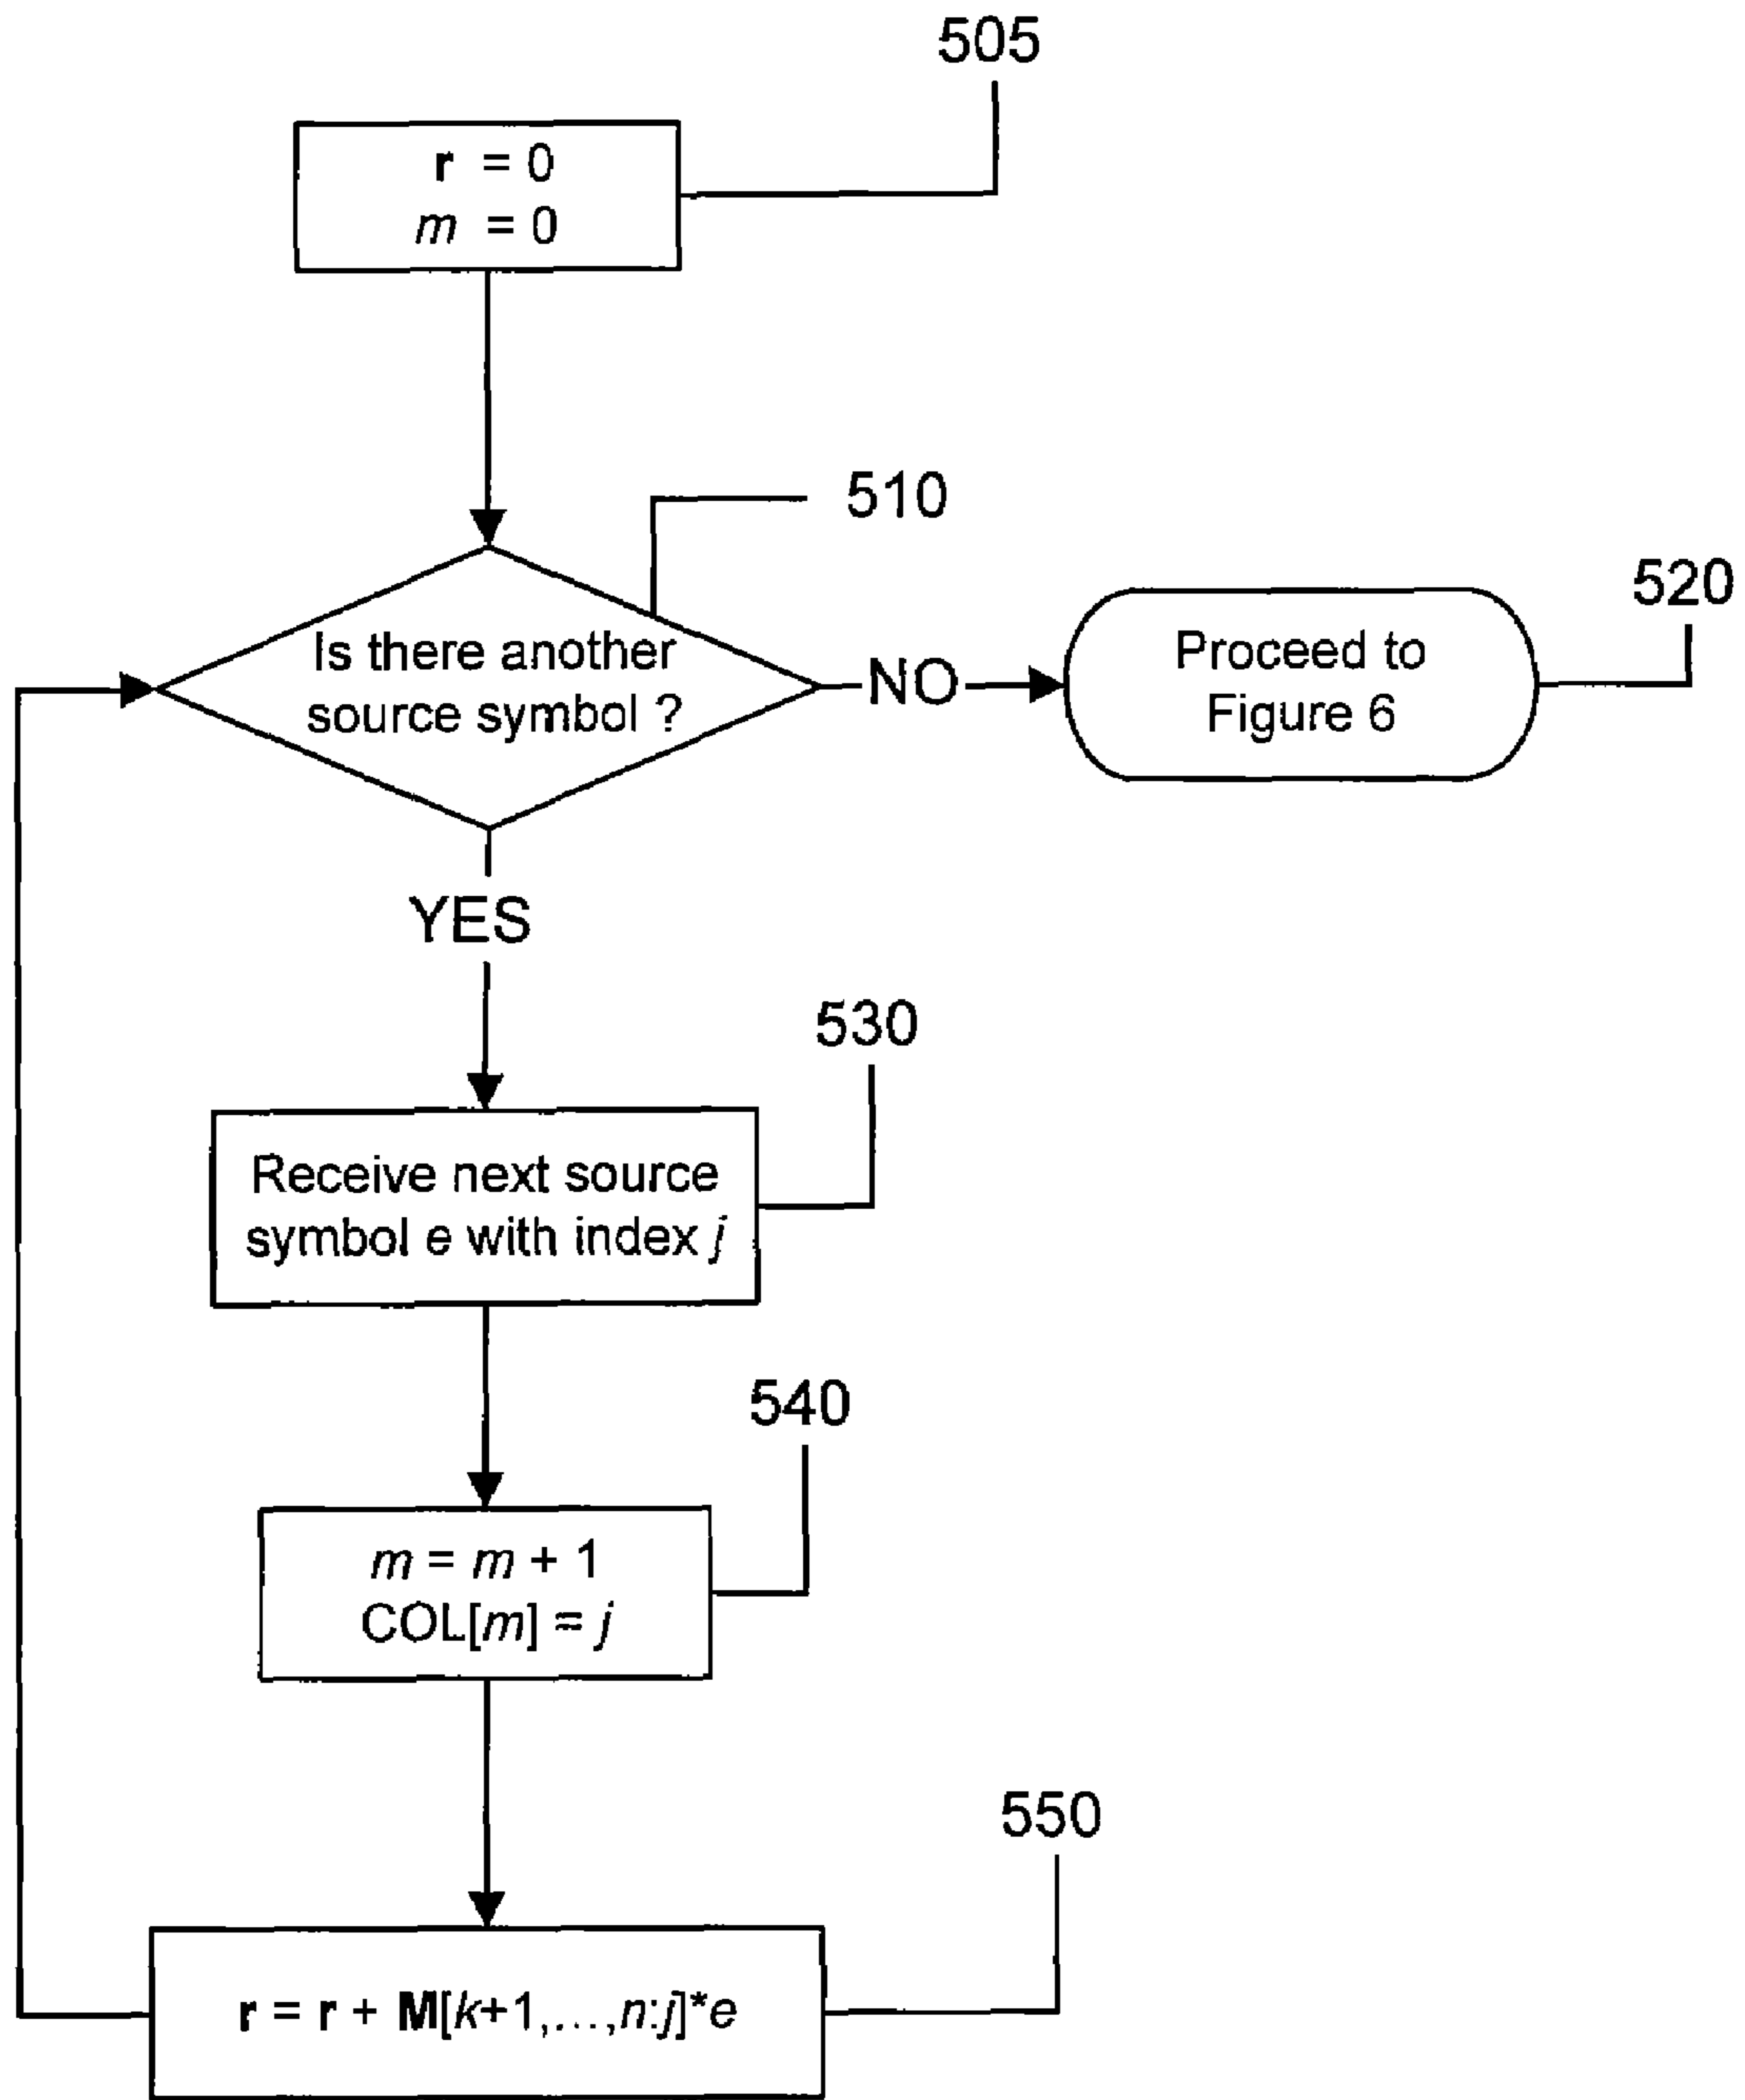 505
r = 0
m = 0
510
Is there another
source symbol ?
NO
520
Proceed to
Figure 6
YES
530
Receive next source
symbol e with index j
540
m = m + 1
COL[m] = j
550
r = r + M[k+1,...,n:j]*e